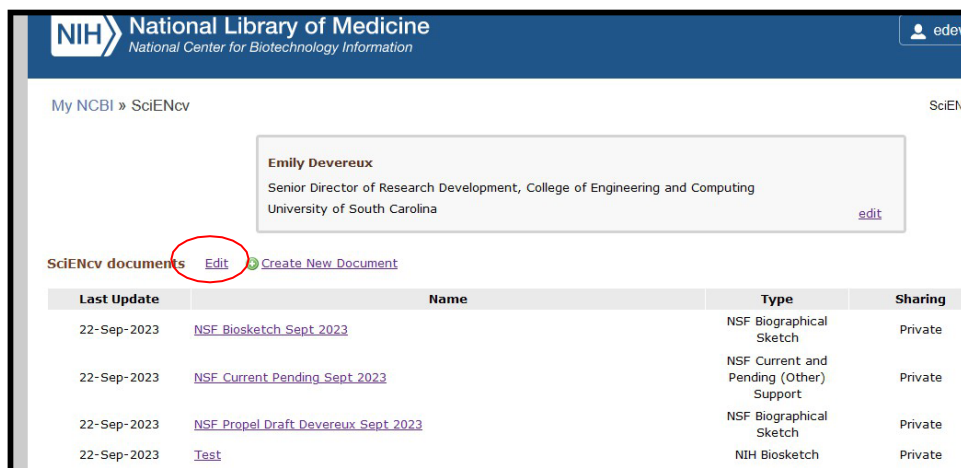 NIH National Library of Medicine
National Center for Biotechnology Information
My NCBI » SciENcv
Emily Devereux
Senior Director of Research Development, College of Engineering and Computing
University of South Carolina
edit
SciENcv documents Edit Create New Document
Last Update Name Type Sharing
22-Sep-2023 NSF Biosketch Sept 2023 NSF Biographical Sketch Private
22-Sep-2023 NSF Current Pending Sept 2023 NSF Current and Pending (Other) Support Private
22-Sep-2023 NSF Propel Draft Devereux Sept 2023 NSF Biographical Sketch Private
22-Sep-2023 Test NIH Biosketch Private